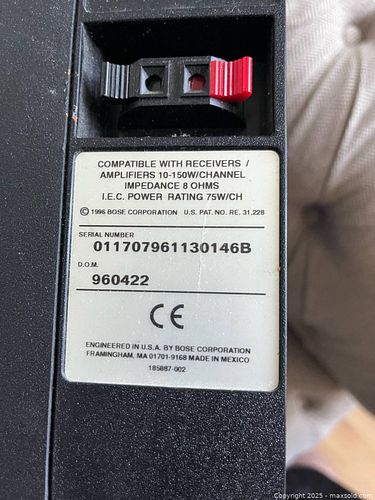 COMPATIBLE WITH RECEIVERS /
AMPLIFIERS 10-150W/CHANNEL
IMPEDANCE 8 OHMS
I.E.C. POWER RATING 75W/CH
© 1996 BOSE CORPORATION U.S. PAT. NO. RE. 31,228
SERIAL NUMBER
011707961130146B
D.O.M.
960422
CE
ENGINEERED IN U.S.A. BY BOSE CORPORATION
FRAMINGHAM, MA 01701-9168 MADE IN MEXICO
185887-002
Copyright © 2025 - maxsold.com